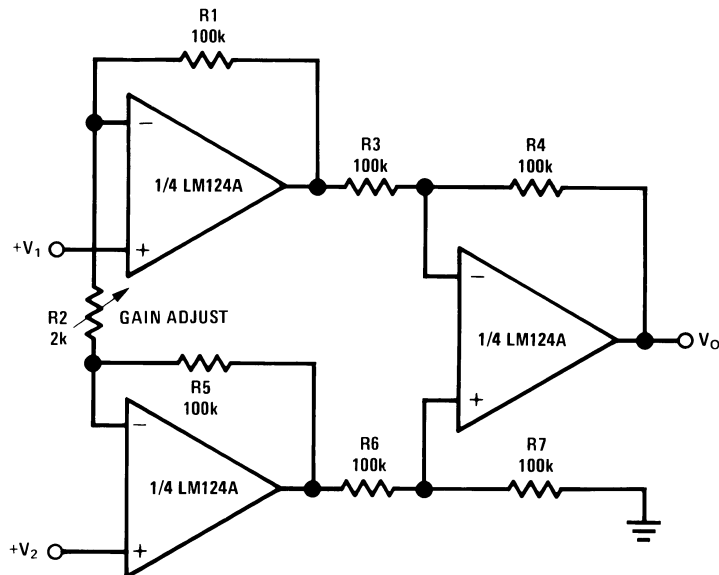 R1
100k
−
1/4 LM124A
+V1
+
R3
100k
R4
100k
R2
2k
GAIN ADJUST
−
1/4 LM124A
+
VO
R5
100k
−
1/4 LM124A
+
R6
100k
R7
100k
+V2